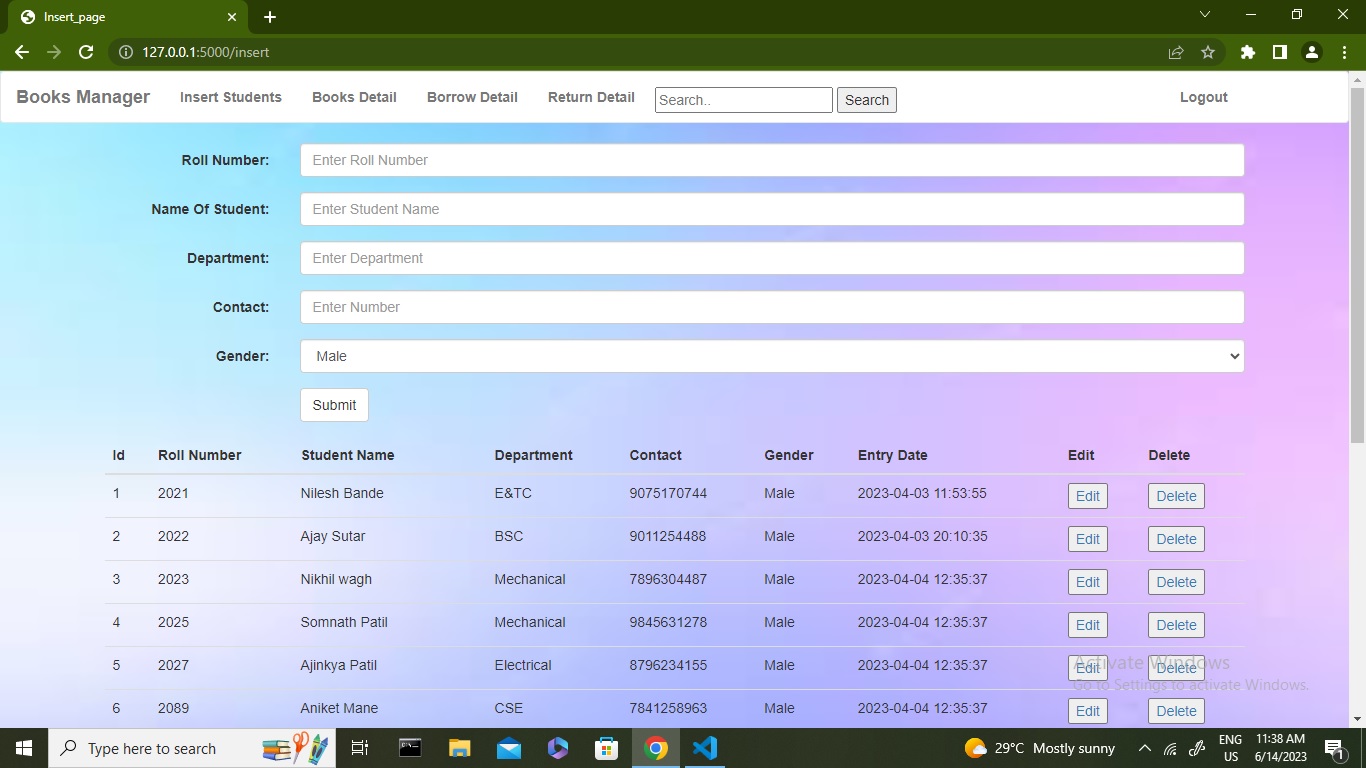 Insert_page
127.0.0.1:5000/insert
Books Manager Insert Students Books Detail Borrow Detail Return Detail Search.. Search Logout
Roll Number: Enter Roll Number
Name Of Student: Enter Student Name
Department: Enter Department
Contact: Enter Number
Gender: Male
Submit
Id Roll Number Student Name Department Contact Gender Entry Date Edit Delete
1 2021 Nilesh Bande E&TC 9075170744 Male 2023-04-03 11:53:55 Edit Delete
2 2022 Ajay Sutar BSC 9011254488 Male 2023-04-03 20:10:35 Edit Delete
3 2023 Nikhil wagh Mechanical 7896304487 Male 2023-04-04 12:35:37 Edit Delete
4 2025 Somnath Patil Mechanical 9845631278 Male 2023-04-04 12:35:37 Edit Delete
5 2027 Ajinkya Patil Electrical 8796234155 Male 2023-04-04 12:35:37 Edit Delete
Activate Windows
Go to Settings to activate Windows.
6 2089 Aniket Mane CSE 7841258963 Male 2023-04-04 12:35:37 Edit Delete
Type here to search 29°C Mostly sunny ENG 11:38 AM
US 6/14/2023 1